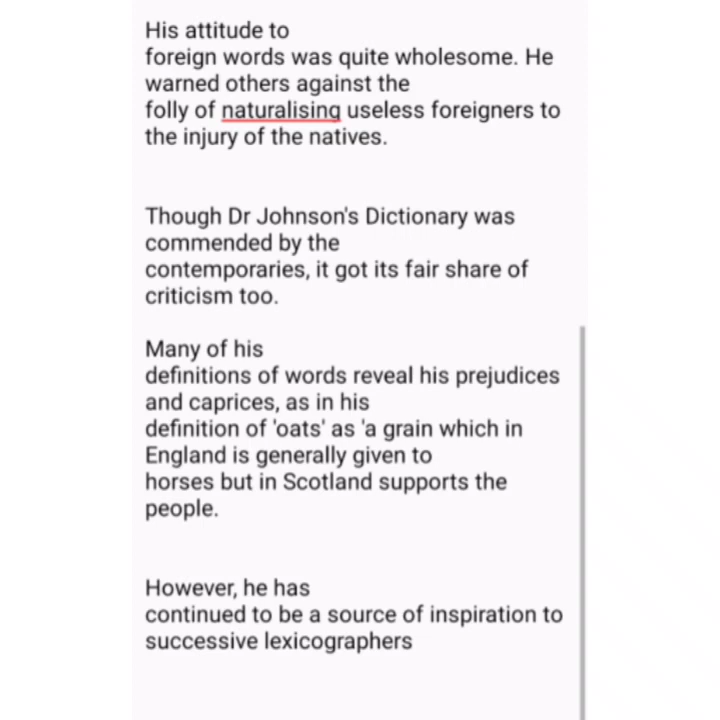 His attitude to
foreign words was quite wholesome. He
warned others against the
folly of naturalising useless foreigners to
the injury of the natives.
Though Dr Johnson's Dictionary was
commended by the
contemporaries, it got its fair share of
criticism too.
Many of his
definitions of words reveal his prejudices
and caprices, as in his
definition of 'oats' as 'a grain which in
England is generally given to
horses but in Scotland supports the
people.
However, he has
continued to be a source of inspiration to
successive lexicographers